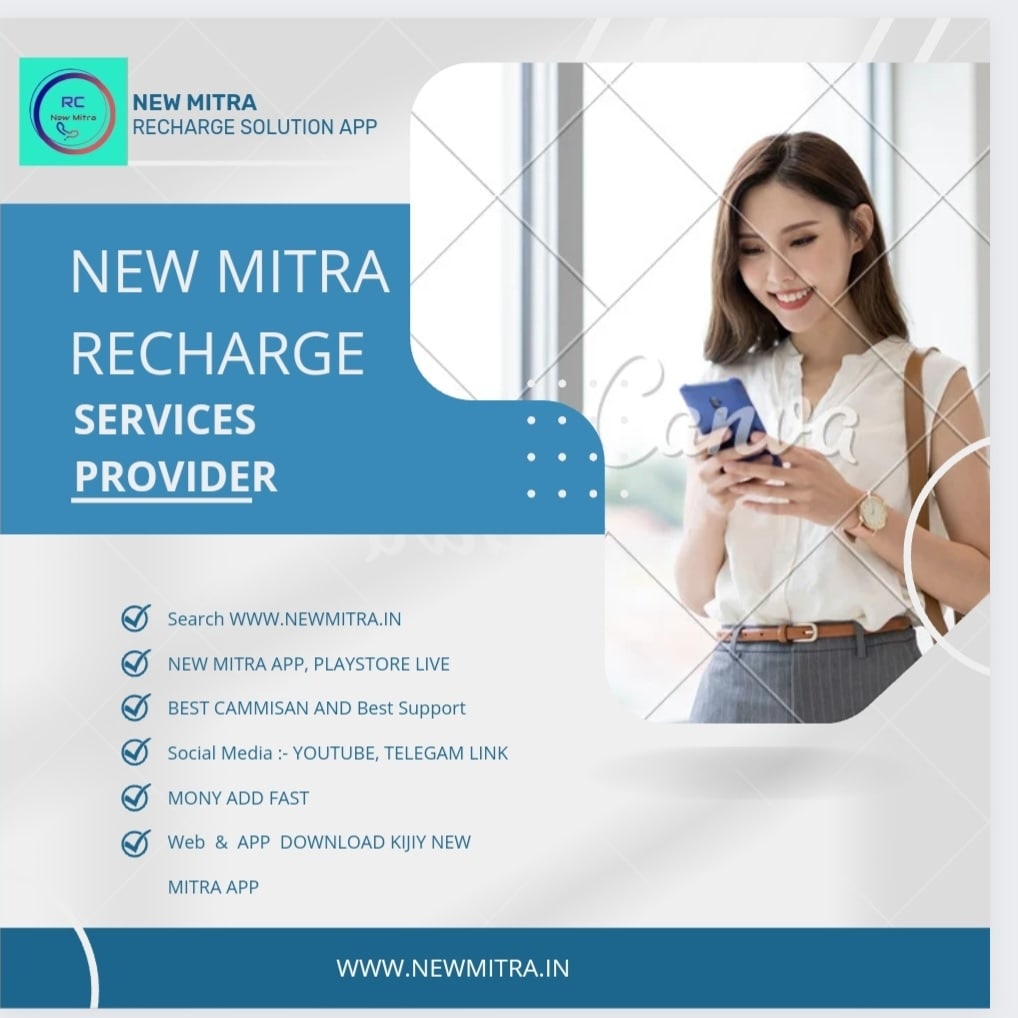 RC
New Mitra
NEW MITRA
RECHARGE SOLUTION APP
NEW MITRA
RECHARGE
SERVICES
PROVIDER
Canva
Search WWW.NEWMITRA.IN
NEW MITRA APP, PLAYSTORE LIVE
BEST CAMMISAN AND Best Support
Social Media :- YOUTUBE, TELEGAM LINK
MONY ADD FAST
Web & APP DOWNLOAD KIJIY NEW
MITRA APP
WWW.NEWMITRA.IN